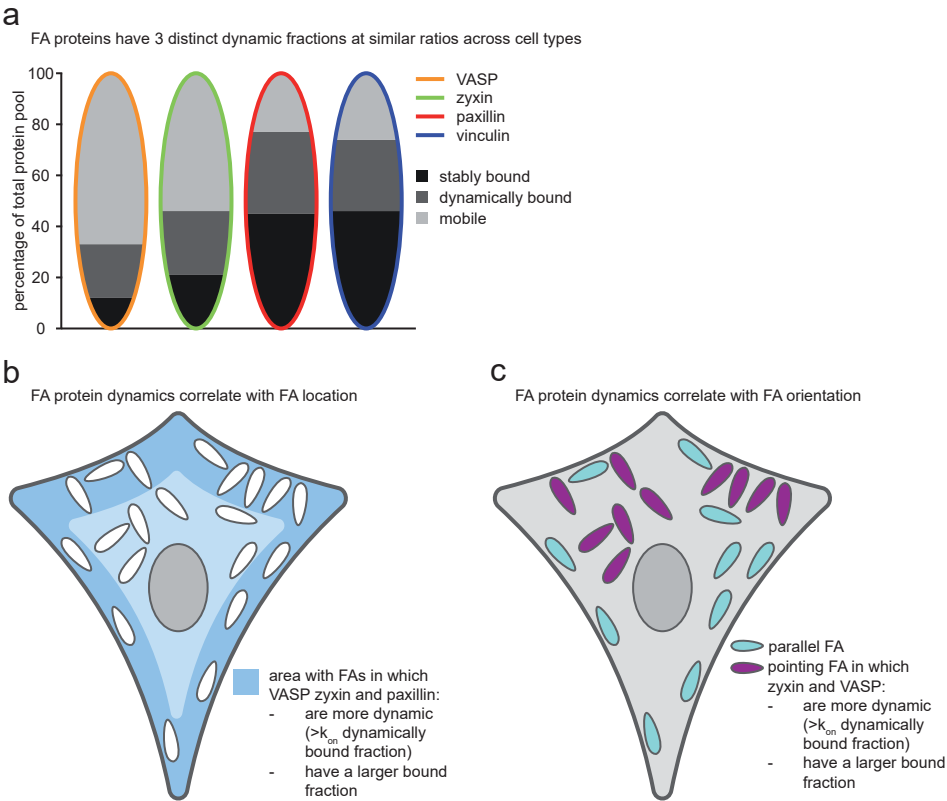 a
FA proteins have 3 distinct dynamic fractions at similar ratios across cell types
percentage of total protein pool
100
80
60
40
20
0
VASP
zyxin
paxillin
vinculin
stably bound
dynamically bound
mobile
b
FA protein dynamics correlate with FA location
area with FAs in which
VASP zyxin and paxillin:
- are more dynamic
(>kon dynamically
bound fraction)
- have a larger bound
fraction
c
FA protein dynamics correlate with FA orientation
parallel FA
pointing FA in which
zyxin and VASP:
- are more dynamic
(>kon dynamically
bound fraction)
- have a larger bound
fraction